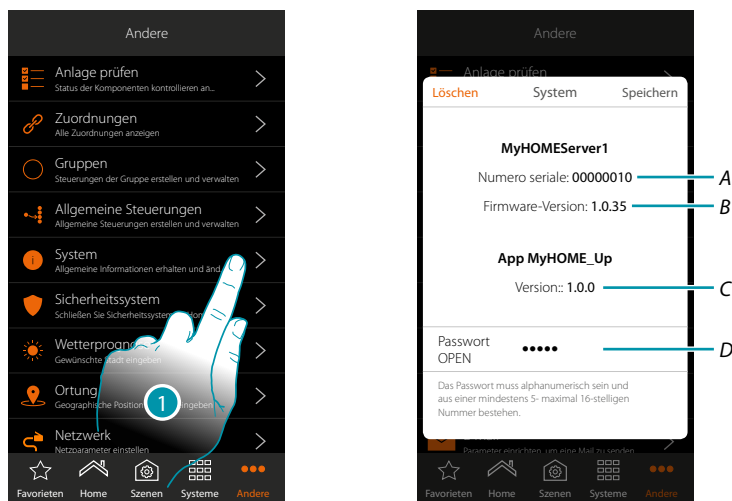 Andere
Anlage prüfen
Status der Komponenten kontrollieren an...
Zuordnungen
Alle Zuordnungen anzeigen
Gruppen
Steuerungen der Gruppe erstellen und verwalten
Allgemeine Steuerungen
Allgemeine Steuerungen erstellen und verwalten
System
Allgemeine Informationen erhalten und änd
Sicherheitssystem
Schließen Sie Sicherheitssystem
Wetterprogno
Gewünschte Stadt eingeben
Ortung
Geographische Position ingeben
Netzwerk
Netzparameter einstellen
1
Favorieten Home Szenen Systeme Andere
Andere
Anlage prüfen
Löschen System Speichern
MyHOMEServer1
Numero seriale: 00000010 A
Firmware-Version: 1.0.35 B
App MyHOME_Up
Version:: 1.0.0 C
Passwort
OPEN ••••• D
Das Passwort muss alphanumerisch sein und
aus einer mindestens 5- maximal 16-stelligen
Nummer bestehen.
Parameter einrichten, um eine Mail zu senden
Favorieten Home Szenen Systeme Andere